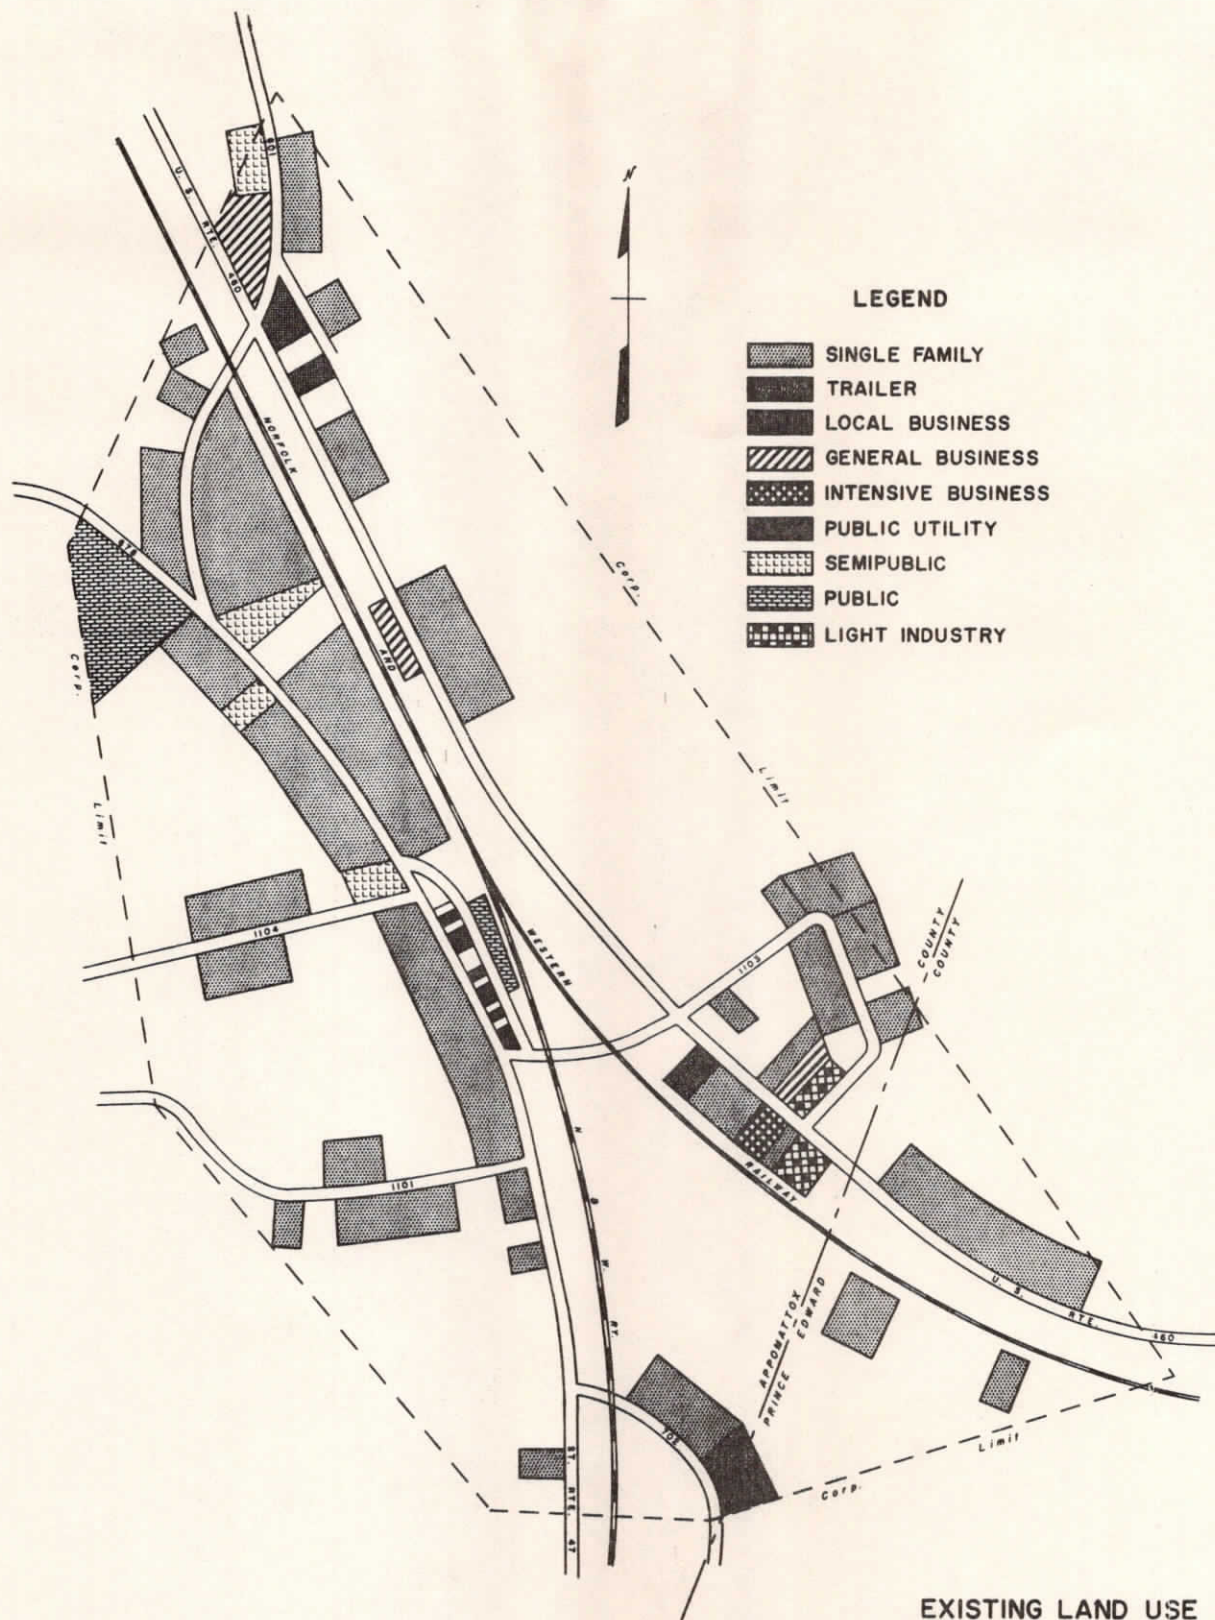 601
U. S. RTE. 460
N
LEGEND
SINGLE FAMILY
TRAILER
LOCAL BUSINESS
GENERAL BUSINESS
INTENSIVE BUSINESS
PUBLIC UTILITY
SEMIPUBLIC
PUBLIC
LIGHT INDUSTRY
NORFOLK
AND
WESTERN
RAILWAY
Corp.
Limit
Corp.
Limit
1104
1103
COUNTY
COUNTY
1101
N & W. RY.
APPOMATTOX
PRINCE EDWARD
U. S. RTE. 460
ST. RTE. 47
Corp.
Limit
EXISTING LAND USE